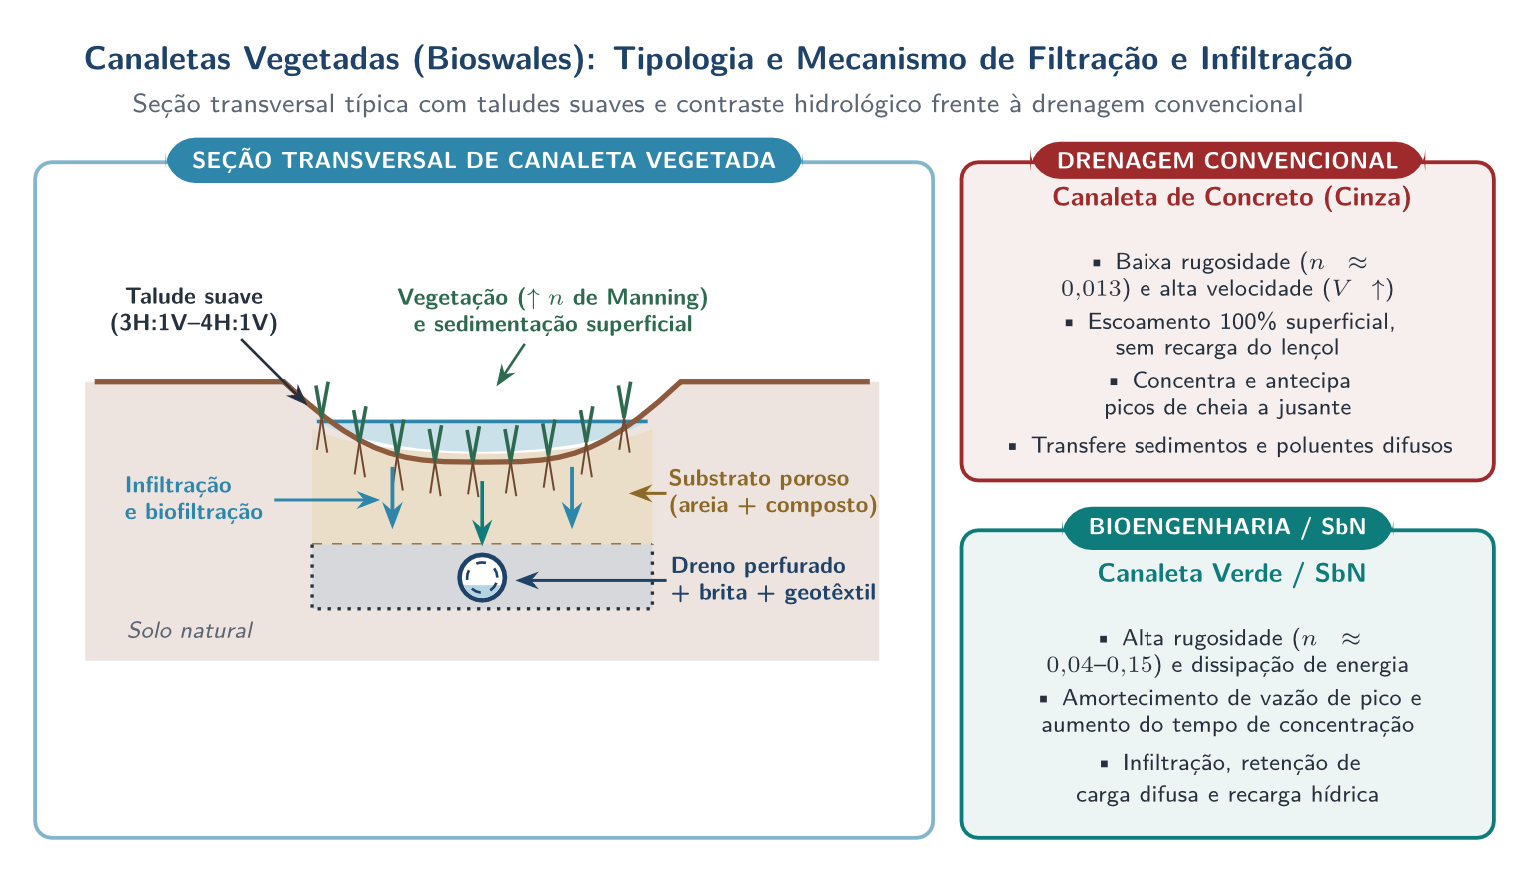 Canaletas Vegetadas (Bioswales): Tipologia e Mecanismo de Filtração e Infiltração
Seção transversal típica com taludes suaves e contraste hidrológico frente à drenagem convencional
SEÇÃO TRANSVERSAL DE CANALETA VEGETADA
Talude suave
(3H:1V–4H:1V)
Vegetação (↑ n de Manning)
e sedimentação superficial
Infiltração
e biofiltração
Substrato poroso
(areia + composto)
Dreno perfurado
+ brita + geotêxtil
Solo natural
DRENAGEM CONVENCIONAL
Canaleta de Concreto (Cinza)
▪ Baixa rugosidade (n ≈
0,013) e alta velocidade (V ↑)
▪ Escoamento 100% superficial,
sem recarga do lençol
▪ Concentra e antecipa
picos de cheia a jusante
▪ Transfere sedimentos e poluentes difusos
BIOENGENHARIA / SbN
Canaleta Verde / SbN
▪ Alta rugosidade (n ≈
0,04–0,15) e dissipação de energia
▪ Amortecimento de vazão de pico e
aumento do tempo de concentração
▪ Infiltração, retenção de
carga difusa e recarga hídrica